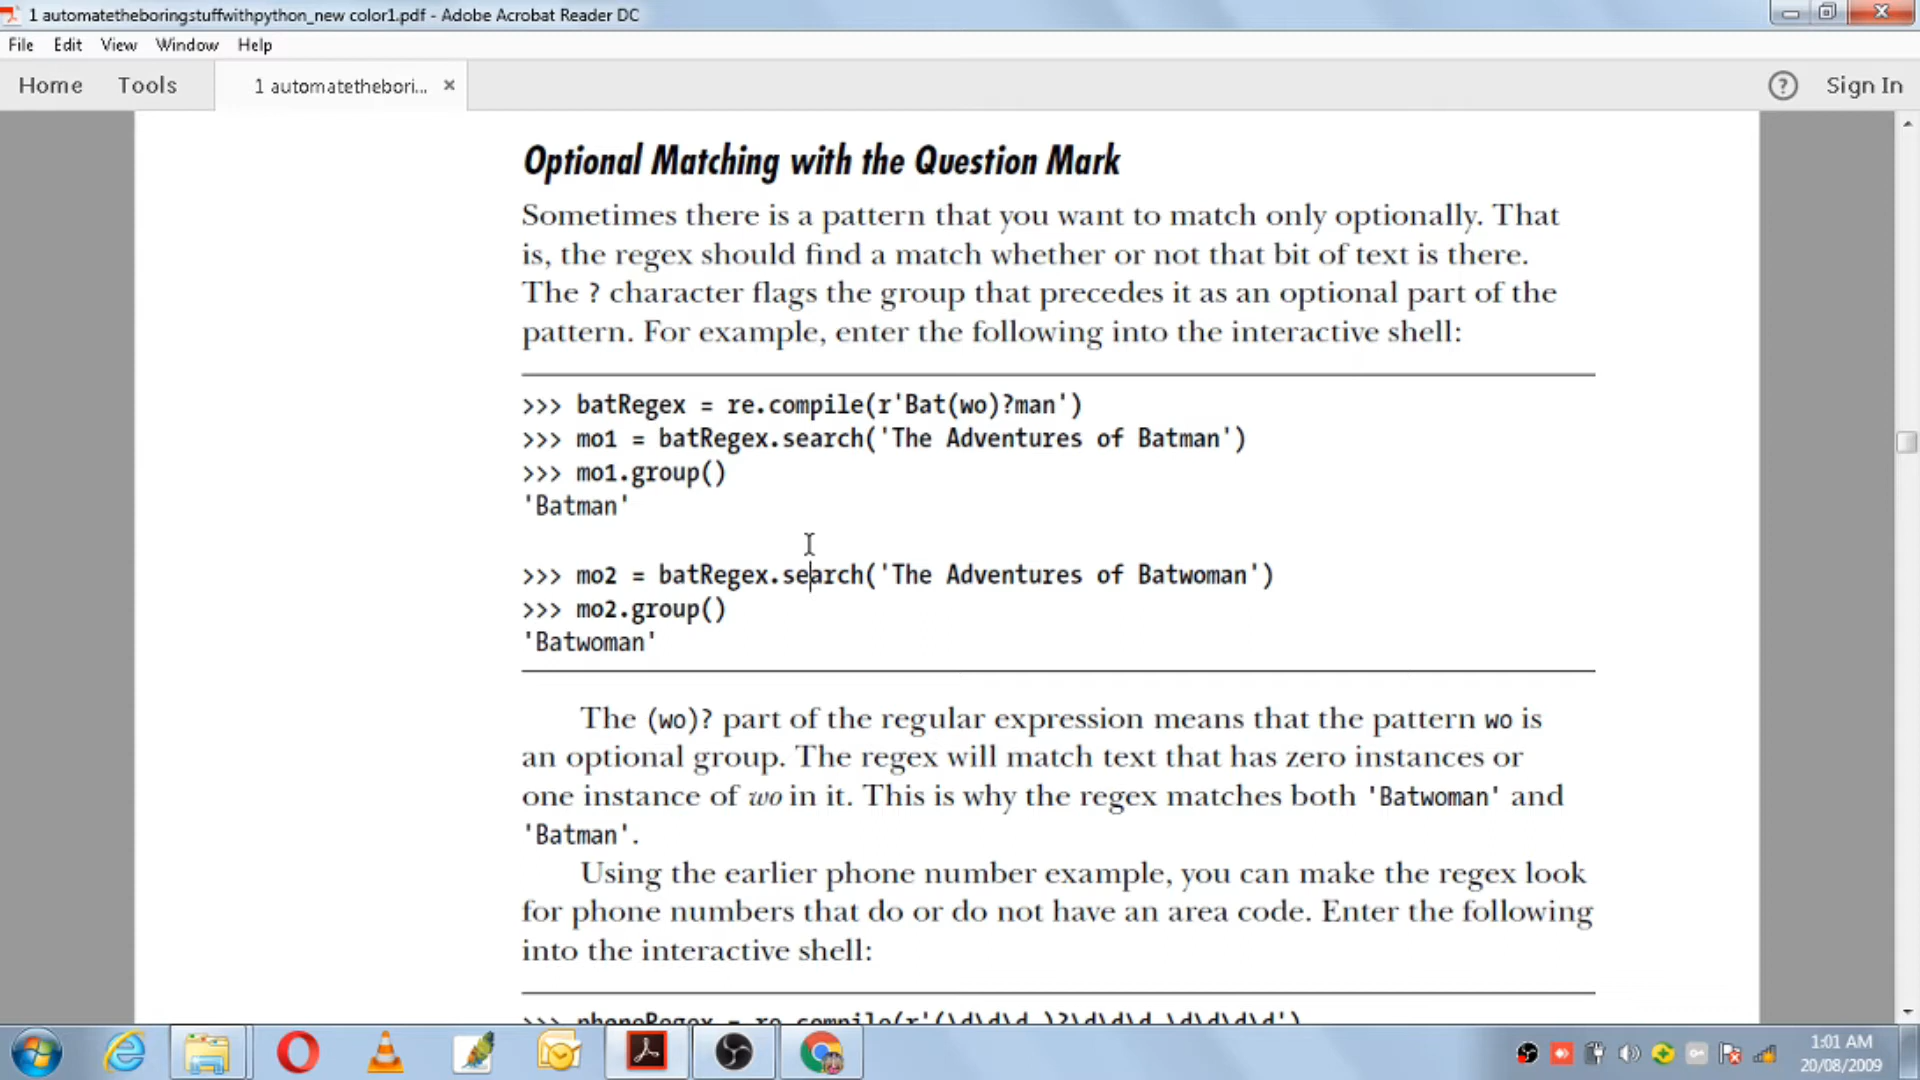 1 automatetheboringstuffwithpython_new color1.pdf - Adobe Acrobat Reader DC
File Edit View Window Help
Home Tools 1 automatethebori... × ? Sign In
Optional Matching with the Question Mark
Sometimes there is a pattern that you want to match only optionally. That
is, the regex should find a match whether or not that bit of text is there.
The ? character flags the group that precedes it as an optional part of the
pattern. For example, enter the following into the interactive shell:
>>> batRegex = re.compile(r'Bat(wo)?man')
>>> mo1 = batRegex.search('The Adventures of Batman')
>>> mo1.group()
'Batman'
>>> mo2 = batRegex.search('The Adventures of Batwoman')
>>> mo2.group()
'Batwoman'
The (wo)? part of the regular expression means that the pattern wo is
an optional group. The regex will match text that has zero instances or
one instance of wo in it. This is why the regex matches both 'Batwoman' and
'Batman'.
Using the earlier phone number example, you can make the regex look
for phone numbers that do or do not have an area code. Enter the following
into the interactive shell:
>>> phoneRegex = re.compile(r'(\d\d\d-)?\d\d\d-\d\d\d\d')
1:01 AM
20/08/2009